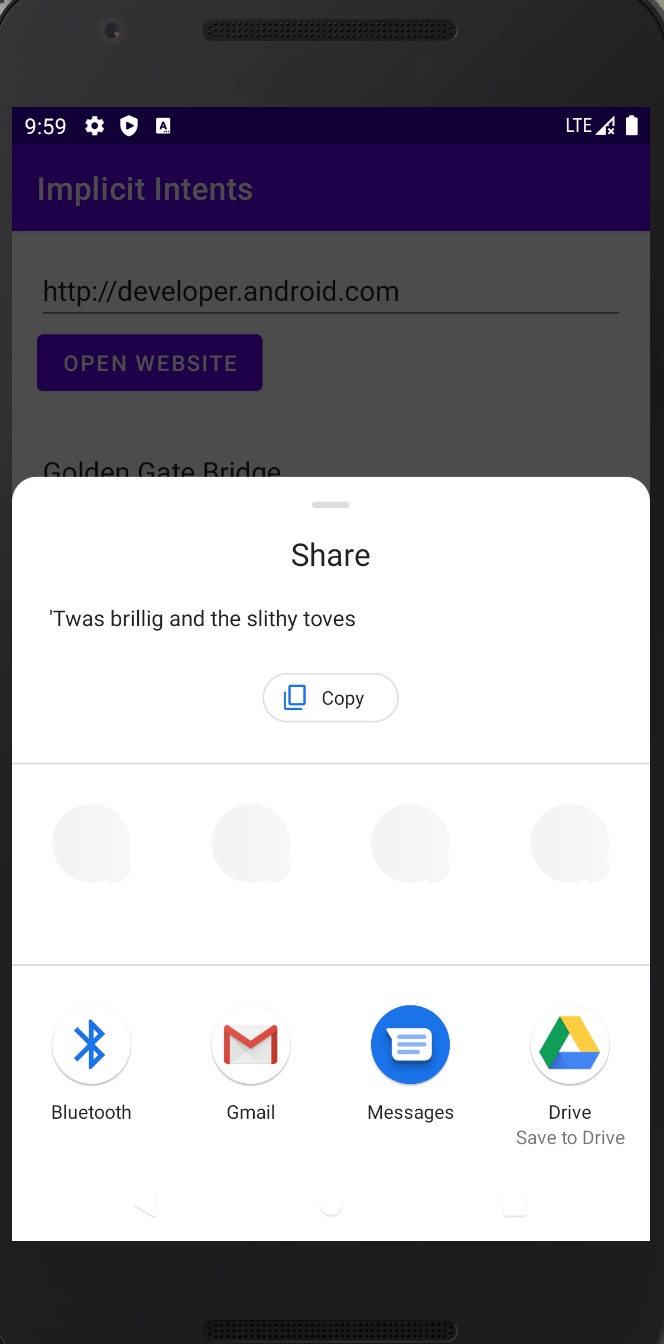 9:59
LTE
Implicit Intents
http://developer.android.com
OPEN WEBSITE
Golden Gate Bridge
Share
'Twas brillig and the slithy toves
Copy
Bluetooth
Gmail
Messages
Drive
Save to Drive